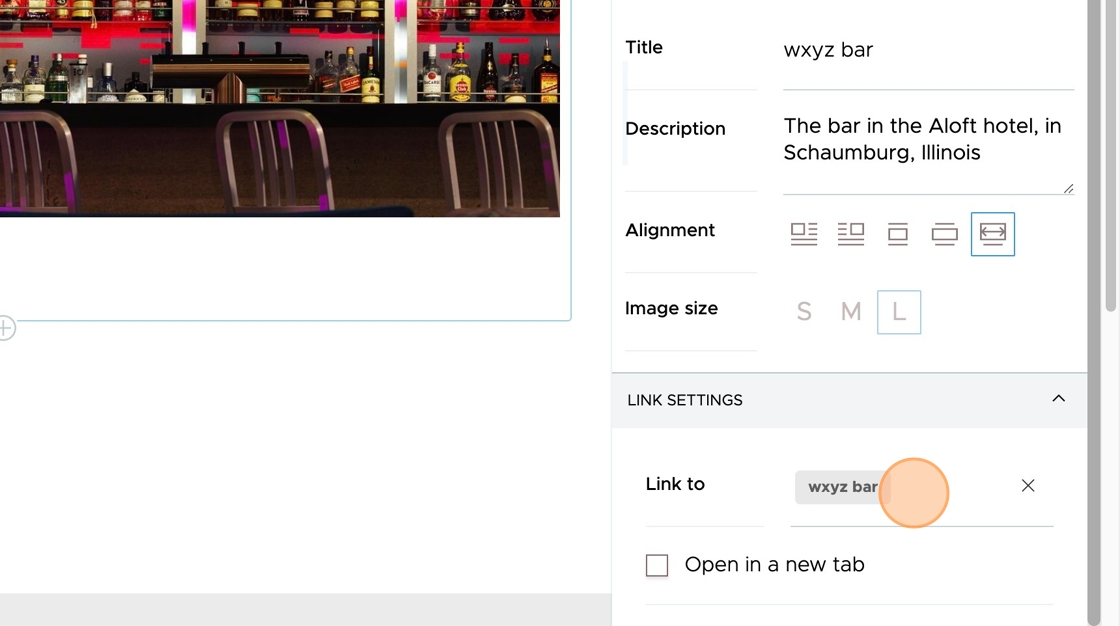 Title
wxyz bar
Description
The bar in the Aloft hotel, in
Schaumburg, Illinois
Alignment
Image size
S M L
LINK SETTINGS
Link to
wxyz bar
Open in a new tab